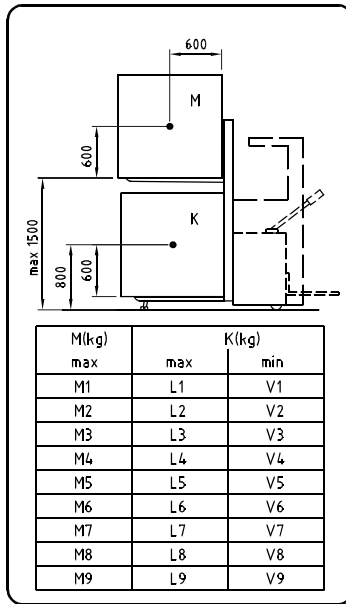 600
M
600
K
max 1500
800
600
M(kg) K(kg)
max max min
M1 L1 V1
M2 L2 V2
M3 L3 V3
M4 L4 V4
M5 L5 V5
M6 L6 V6
M7 L7 V7
M8 L8 V8
M9 L9 V9